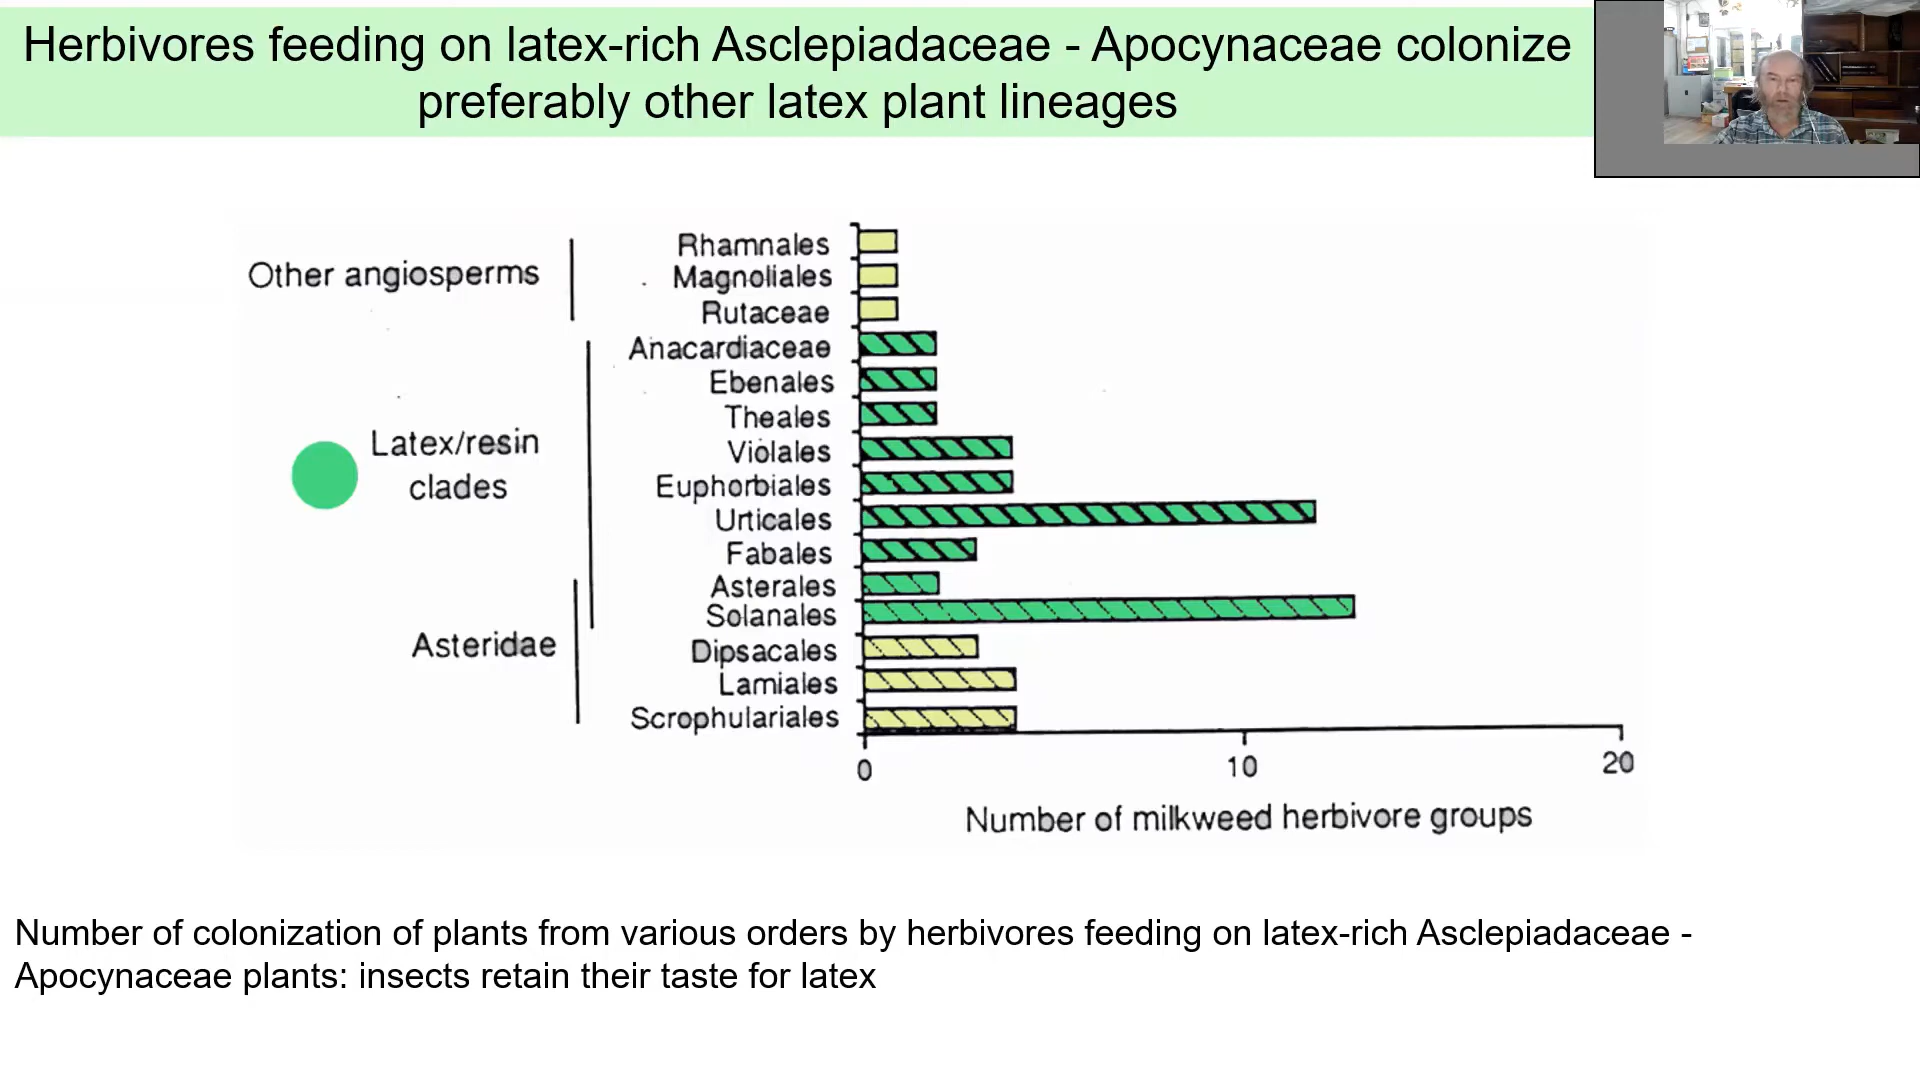 Herbivores feeding on latex-rich Asclepiadaceae - Apocynaceae colonize
preferably other latex plant lineages
Other angiosperms
Latex/resin
clades
Asteridae
Rhamnales
Magnoliales
Rutaceae
Anacardiaceae
Ebenales
Theales
Violales
Euphorbiales
Urticales
Fabales
Asterales
Solanales
Dipsacales
Lamiales
Scrophulariales
0 10 20
Number of milkweed herbivore groups
Number of colonization of plants from various orders by herbivores feeding on latex-rich Asclepiadaceae -
Apocynaceae plants: insects retain their taste for latex